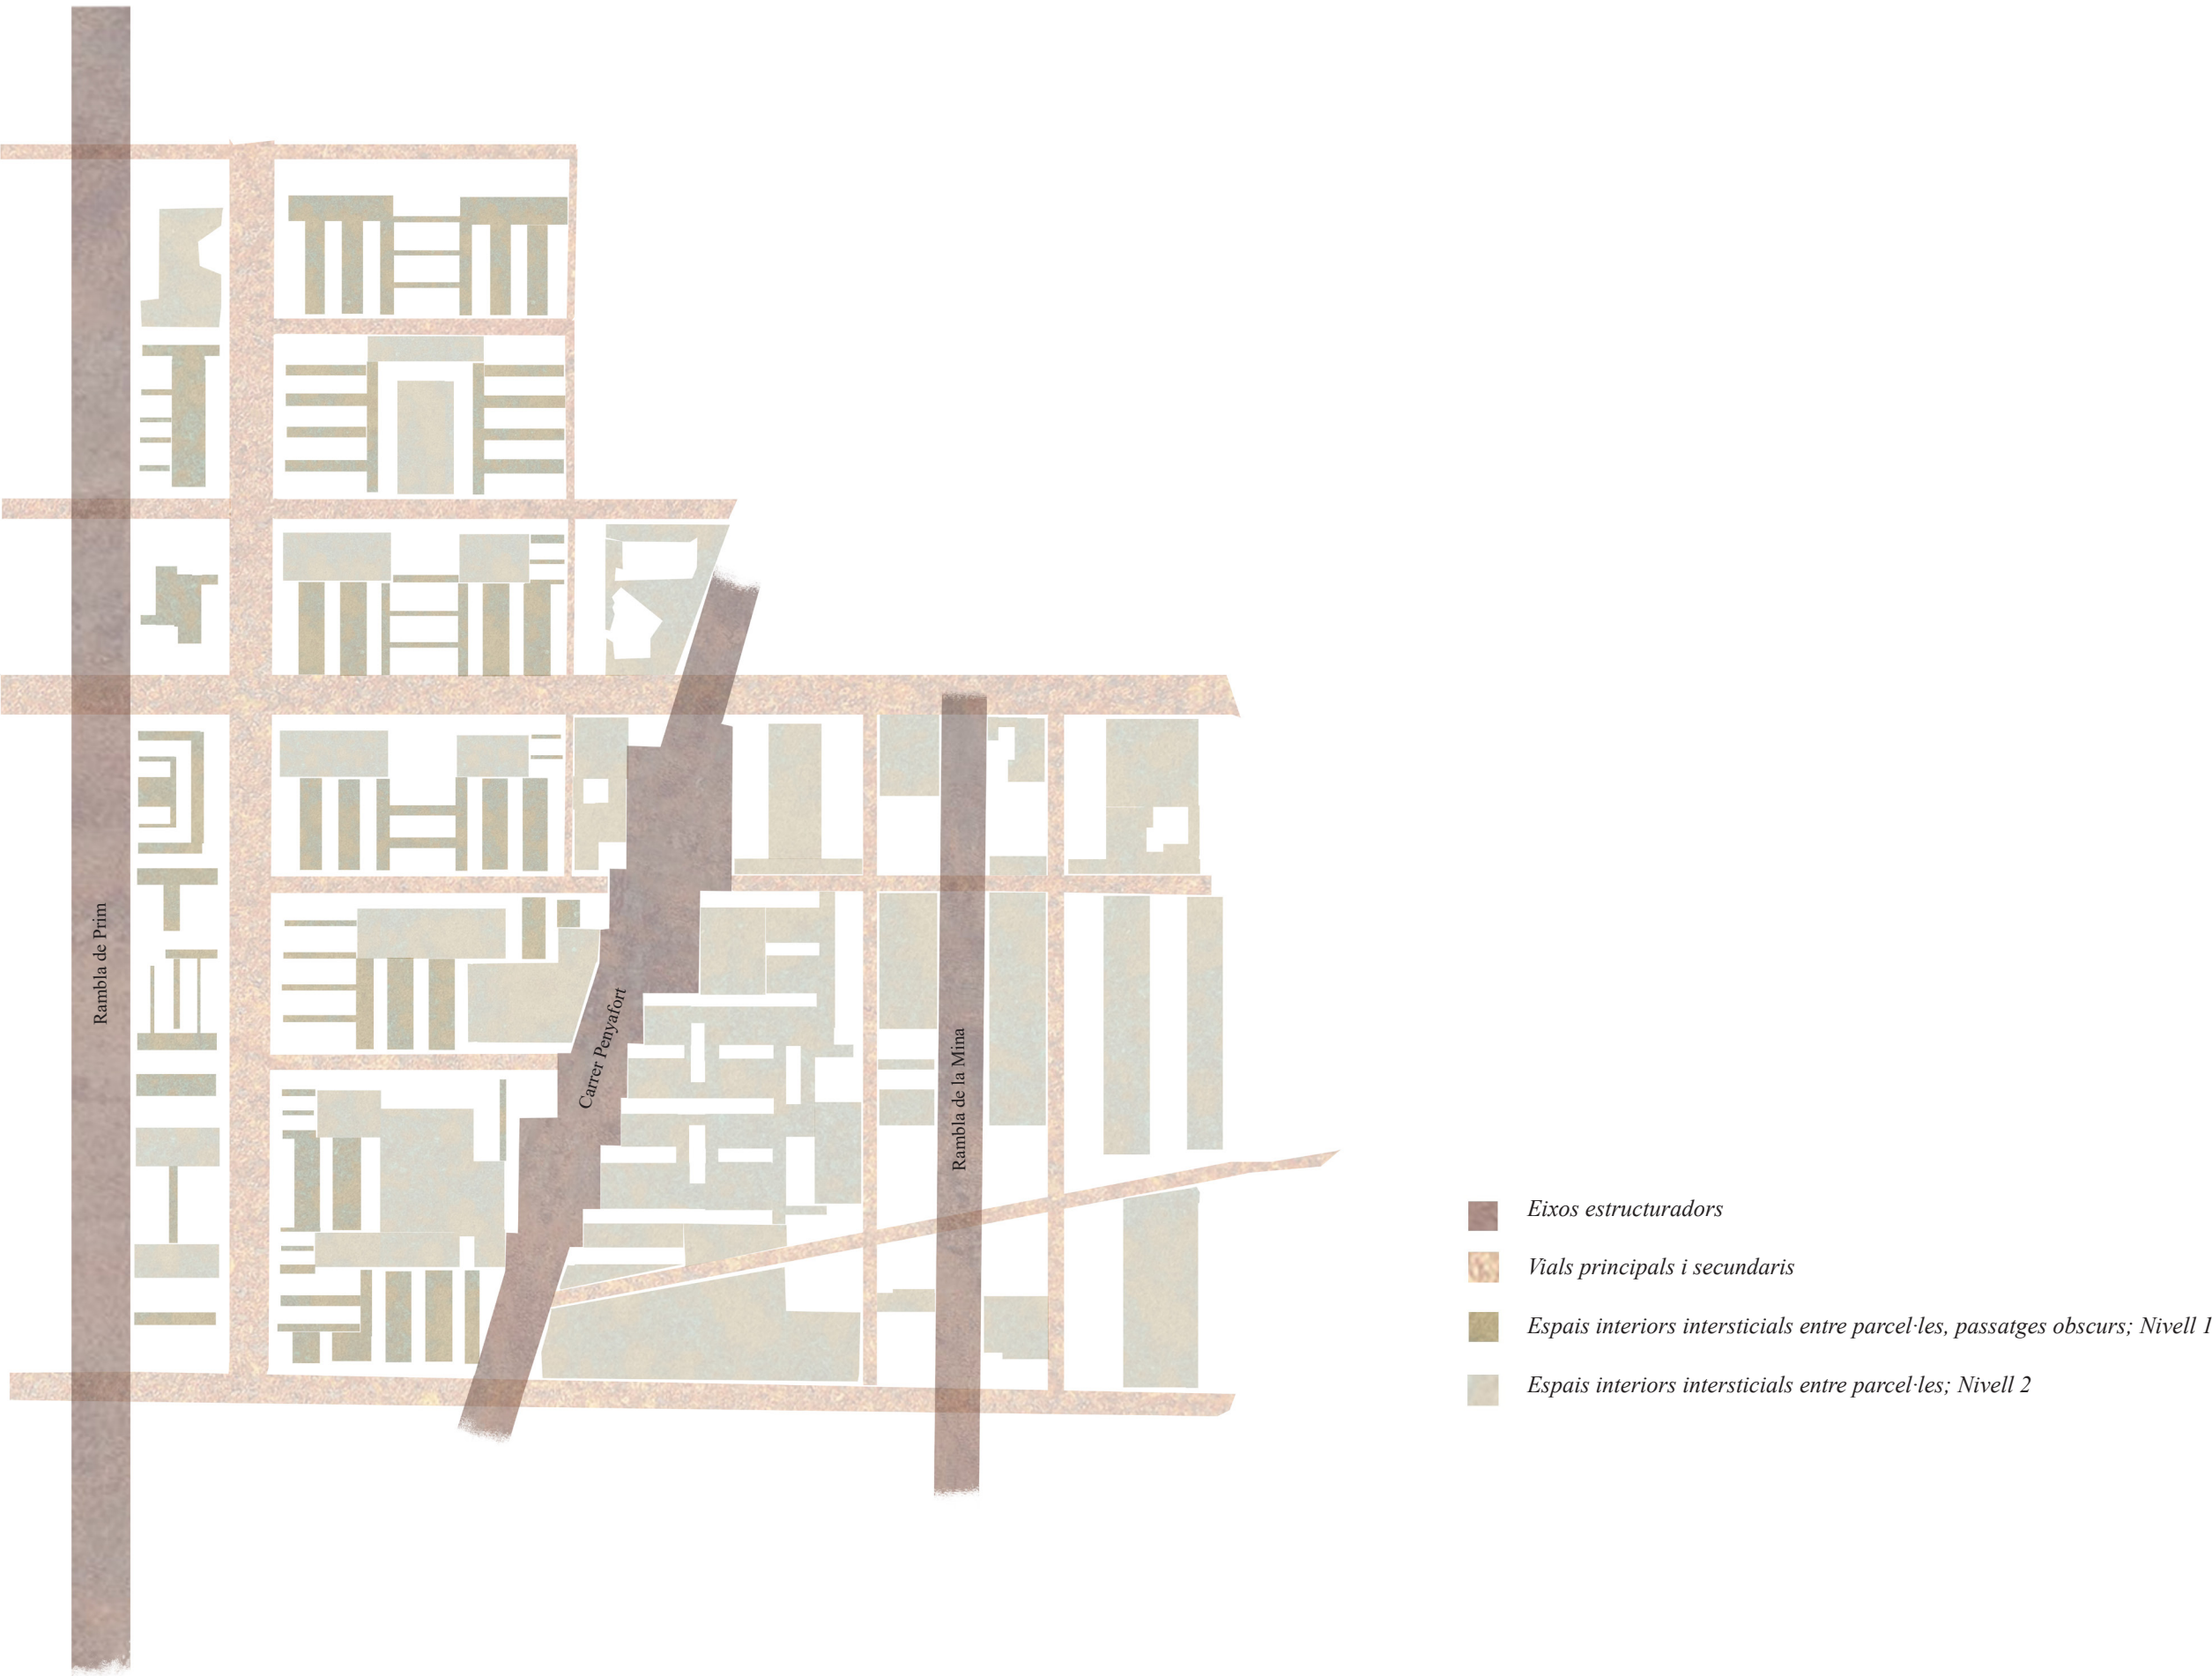 Rambla de Prim
Carrer Penyafort
Rambla de la Mina
Eixos estructuradors
Vials principals i secundaris
Espais interiors intersticials entre parcel·les, passatges obscurs; Nivell 1
Espais interiors intersticials entre parcel·les; Nivell 2